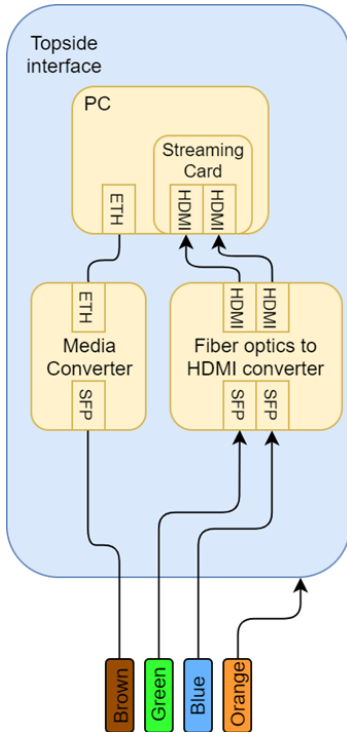 Topside
interface
PC
Streaming
Card
ETH
HDMI
HDMI
ETH
HDMI
HDMI
Media
Converter
Fiber optics to
HDMI converter
SFP
SFP
SFP
Brown
Green
Blue
Orange